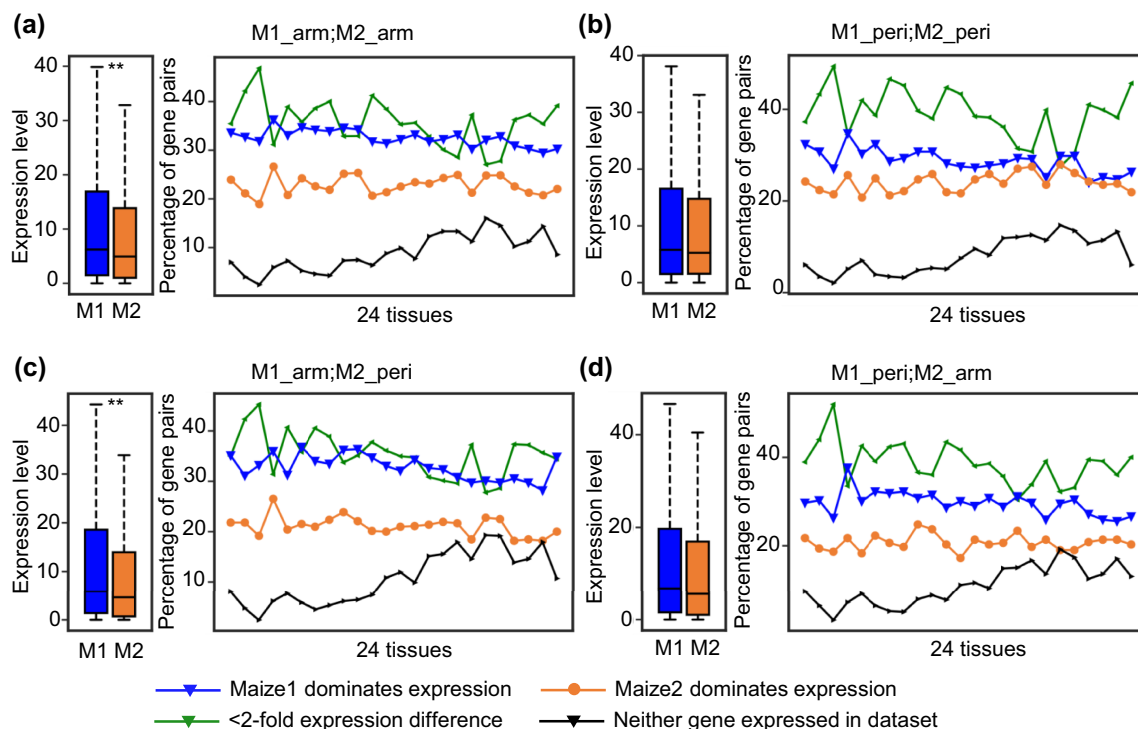 (a)
M1_arm;M2_arm
Expression level
40
30
20
10
0
**
M1 M2
Percentage of gene pairs
40
30
20
10
24 tissues
(b)
M1_peri;M2_peri
Expression level
40
30
20
10
0
M1 M2
Percentage of gene pairs
40
20
0
24 tissues
(c)
M1_arm;M2_peri
Expression level
40
30
20
10
0
**
M1 M2
Percentage of gene pairs
40
30
20
10
24 tissues
(d)
M1_peri;M2_arm
Expression level
40
20
0
M1 M2
Percentage of gene pairs
40
20
24 tissues
Maize1 dominates expression
Maize2 dominates expression
<2-fold expression difference
Neither gene expressed in dataset